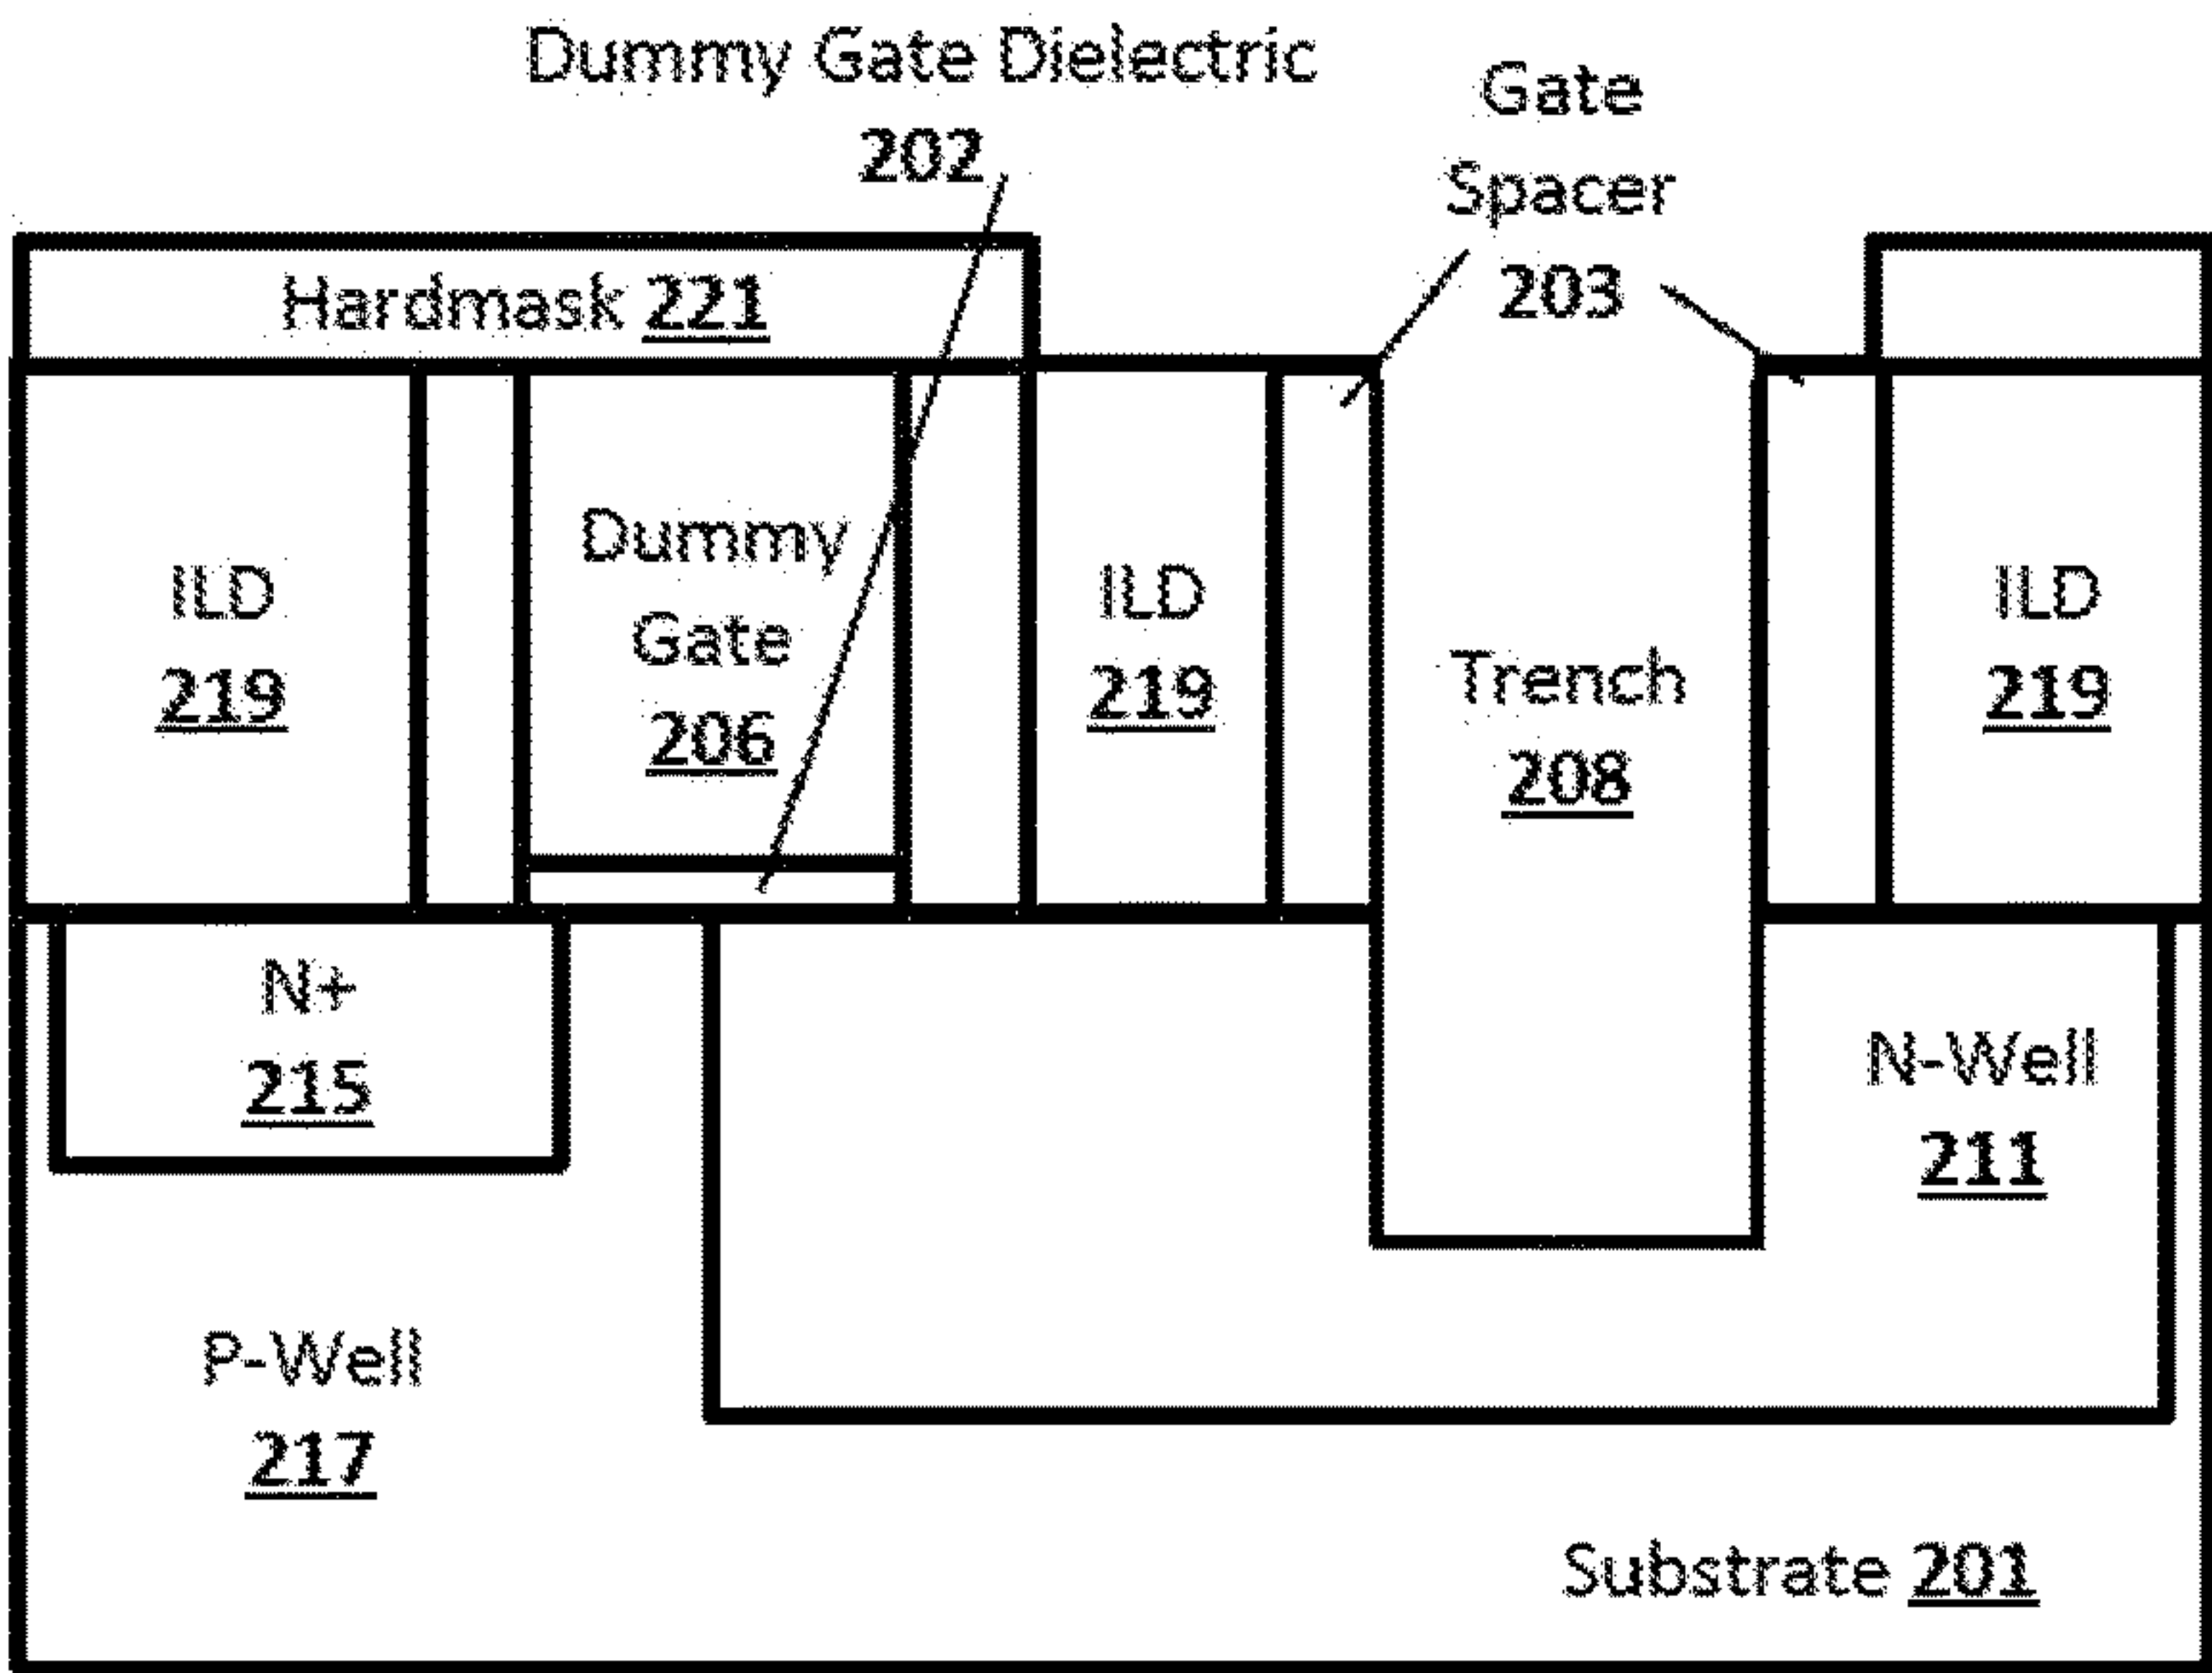 Dummy Gate Dielectric
202
Gate
Spacer
203
Hardmask 221
ILD
219
Dummy
Gate
206
ILD
219
Trench
208
ILD
219
N+
215
N-Well
211
P-Well
217
Substrate 201